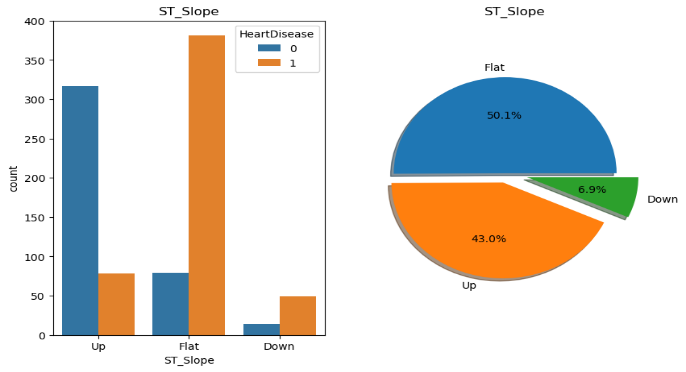 ST_Slope
HeartDisease
0
1
400
350
300
250
200
150
100
50
0
count
Up Flat Down
ST_Slope
ST_Slope
Flat
50.1%
6.9%
Down
43.0%
Up